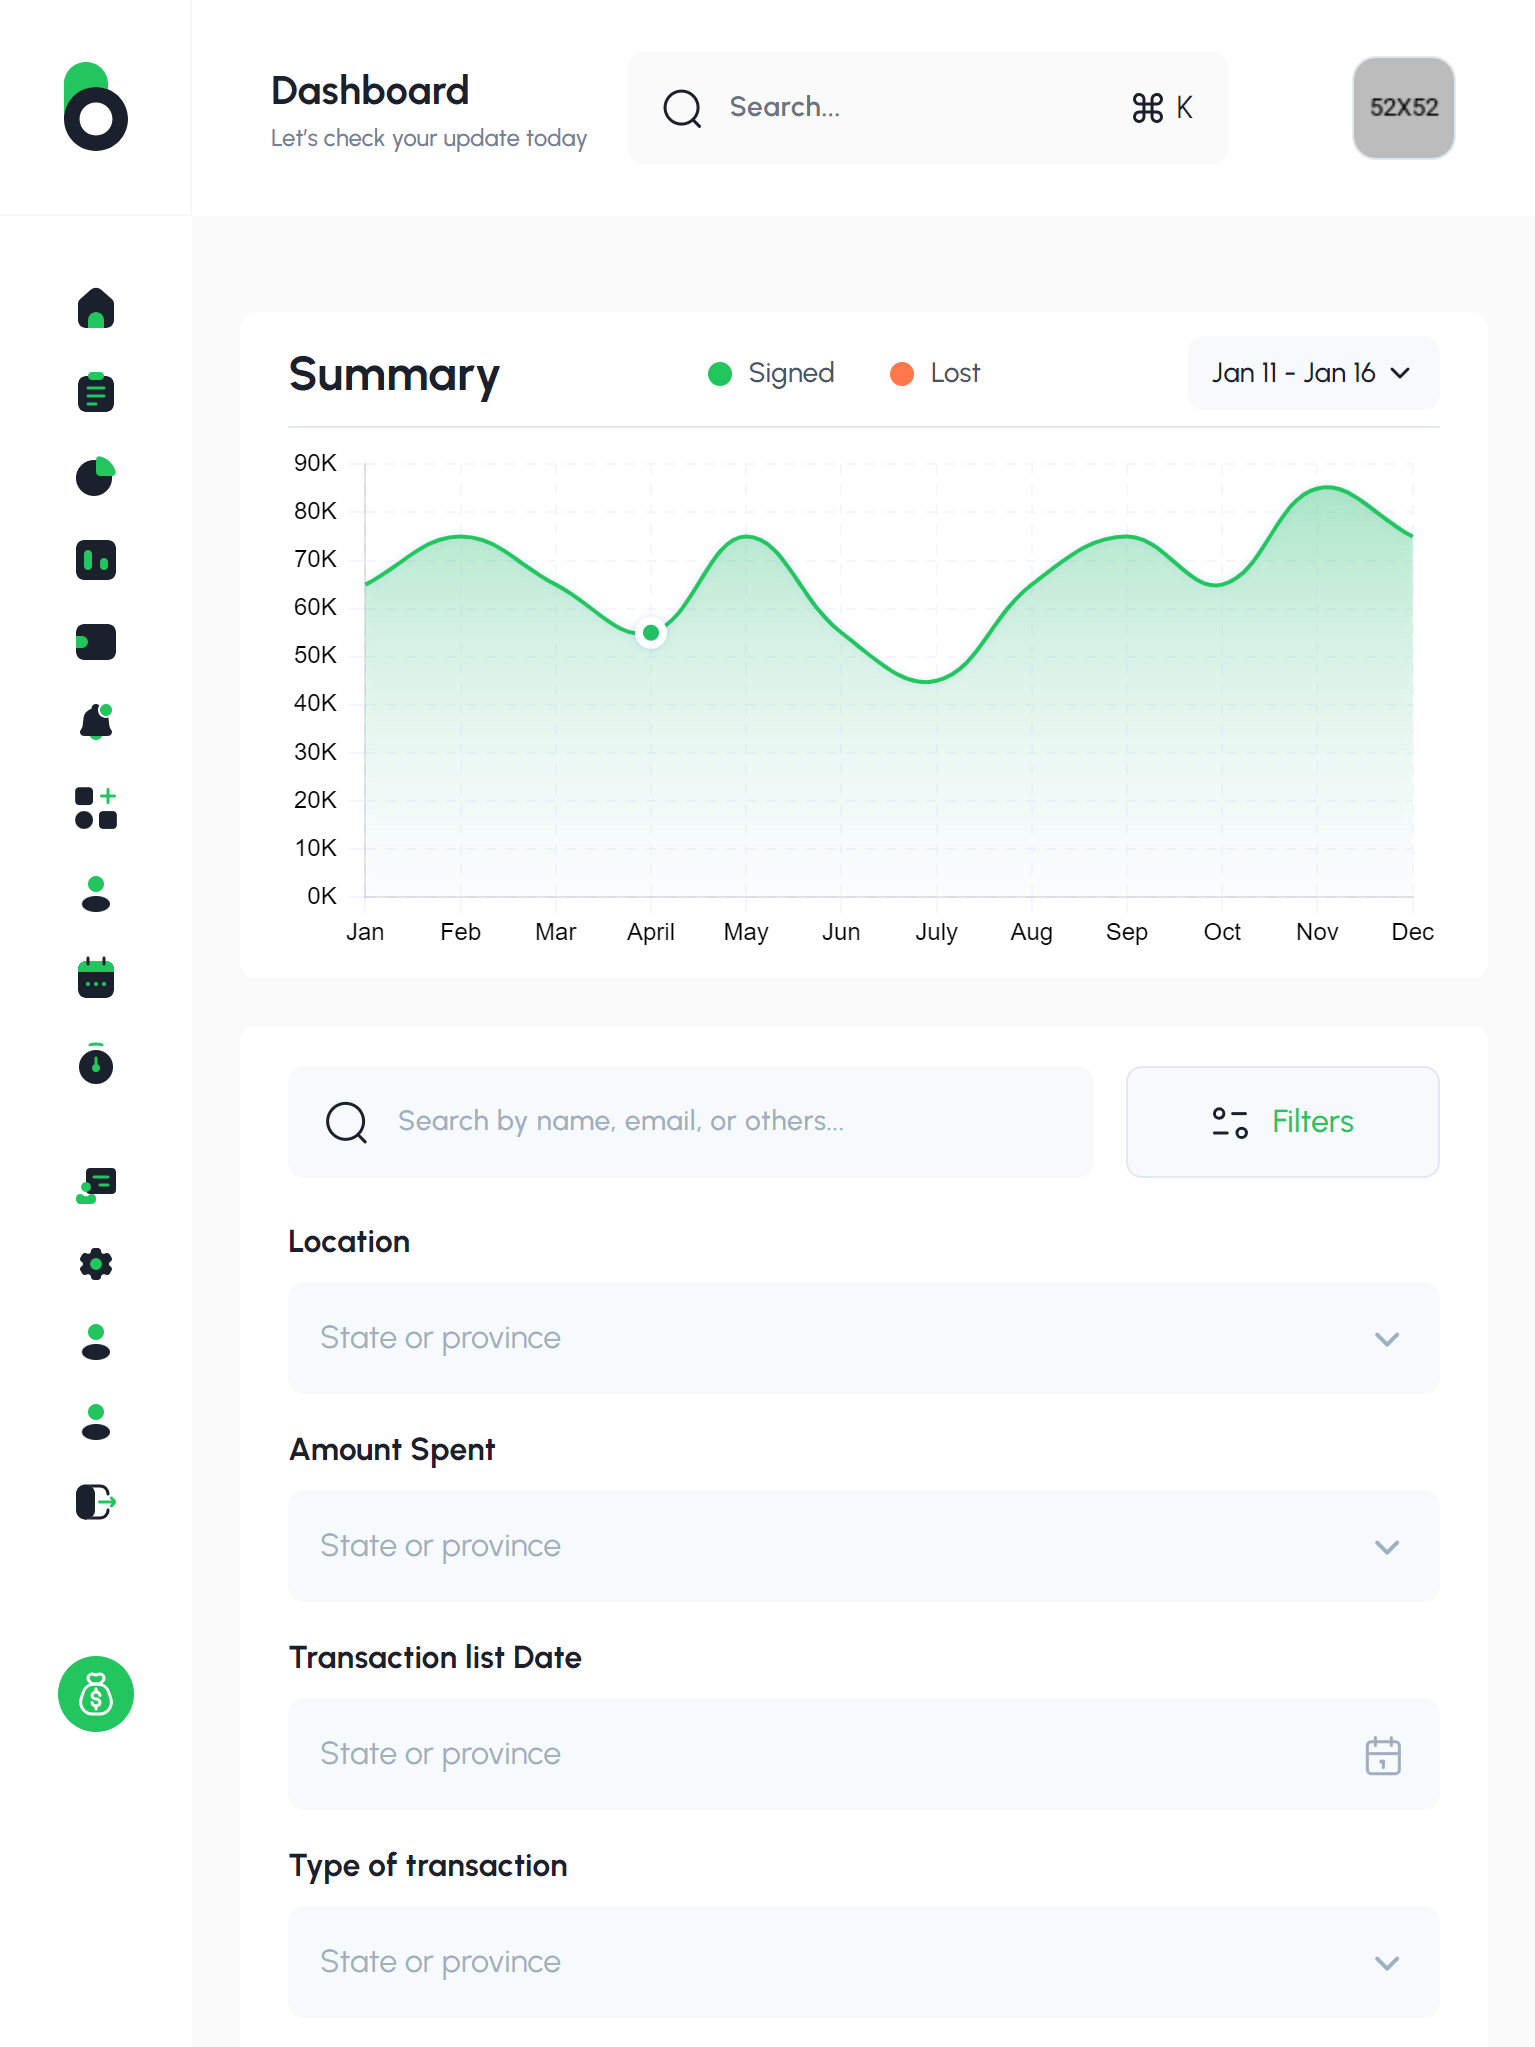 Dashboard
Let's check your update today
Search...
⌘ K
52X52
Summary
Signed
Lost
Jan 11 - Jan 16
90K
80K
70K
60K
50K
40K
30K
20K
10K
0K
Jan Feb Mar April May Jun July Aug Sep Oct Nov Dec
Search by name, email, or others...
Filters
Location
State or province
Amount Spent
State or province
Transaction list Date
State or province
Type of transaction
State or province